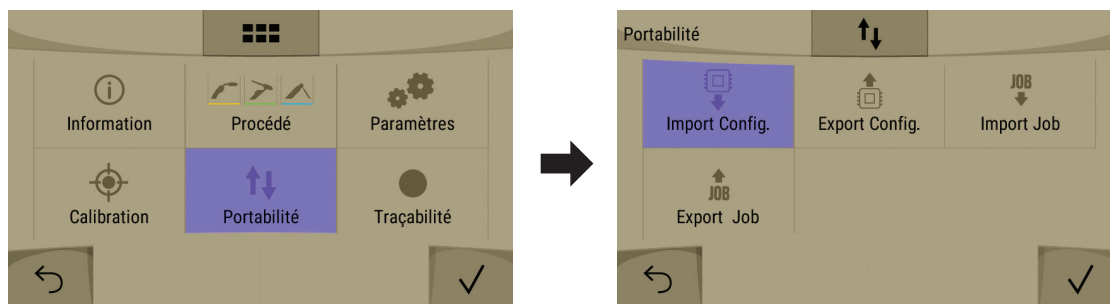 Information
Procédé
Paramètres
Calibration
Portabilité
Traçabilité
Portabilité
Import Config.
Export Config.
JOB
Import Job
JOB
Export Job